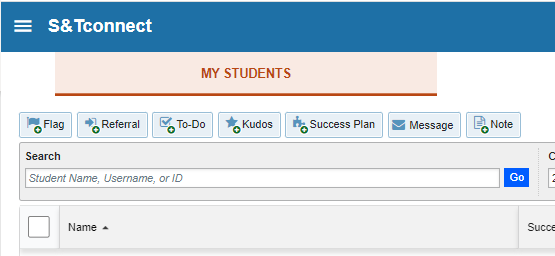 S&Tconnect
MY STUDENTS
Flag Referral To-Do Kudos Success Plan Message Note
Search
Student Name, Username, or ID Go
Name